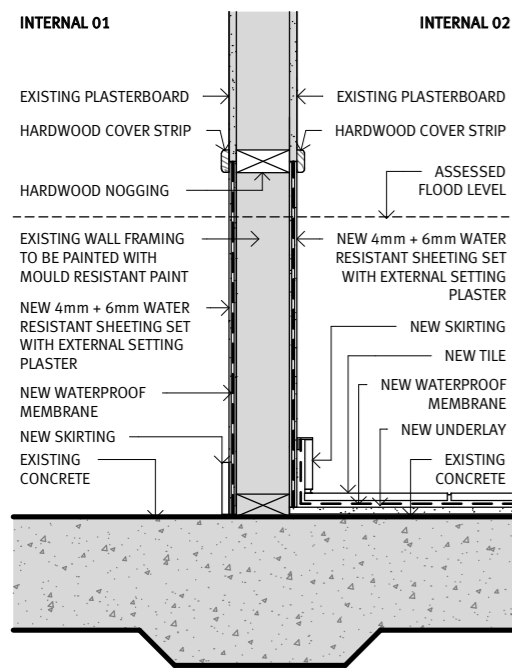 INTERNAL 01
EXISTING PLASTERBOARD
HARDWOOD COVER STRIP
HARDWOOD NOGGING
EXISTING WALL FRAMING
TO BE PAINTED WITH
MOULD RESISTANT PAINT
NEW 4mm + 6mm WATER
RESISTANT SHEETING SET
WITH EXTERNAL SETTING
PLASTER
NEW WATERPROOF
MEMBRANE
NEW SKIRTING
EXISTING
CONCRETE
INTERNAL 02
EXISTING PLASTERBOARD
HARDWOOD COVER STRIP
ASSESSED
FLOOD LEVEL
NEW 4mm + 6mm WATER
RESISTANT SHEETING SET
WITH EXTERNAL SETTING
PLASTER
NEW SKIRTING
NEW TILE
NEW WATERPROOF
MEMBRANE
NEW UNDERLAY
EXISTING
CONCRETE